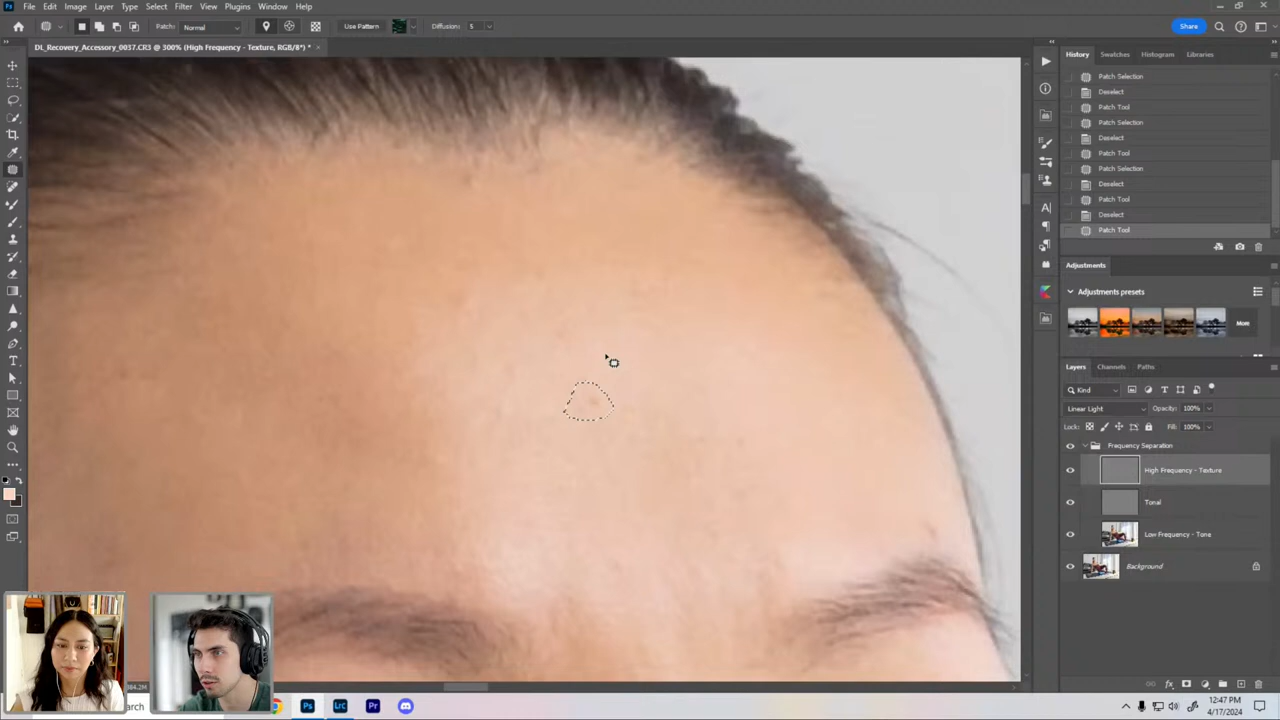 File Edit Image Layer Type Select Filter View Plugins Window Help
Patch: Normal Use Pattern Diffusion: 5 Share
DL_Recovery_Accessory_0037.CR3 @ 300% (High Frequency - Texture, RGB/8*) * ×
History Swatches Histogram Libraries
Patch Selection
Deselect
Patch Tool
Patch Selection
Deselect
Patch Tool
Patch Selection
Deselect
Patch Tool
Deselect
Patch Tool
Adjustments
Adjustments presets
More
Layers Channels Paths
Kind
Linear Light Opacity: 100%
Lock: Fill: 100%
Frequency Separation
High Frequency - Texture
Tonal
Low Frequency - Tone
Background
384.2M
here
12:47 PM
4/17/2024